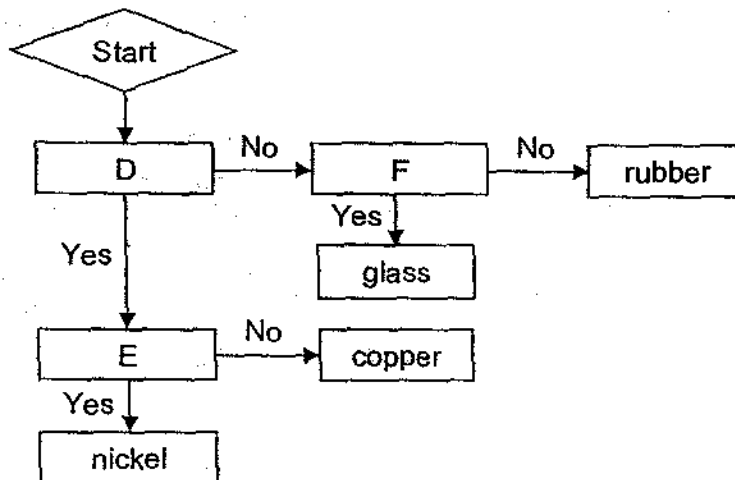 Start
D
No
F
No
rubber
Yes
Yes
glass
E
No
copper
Yes
nickel